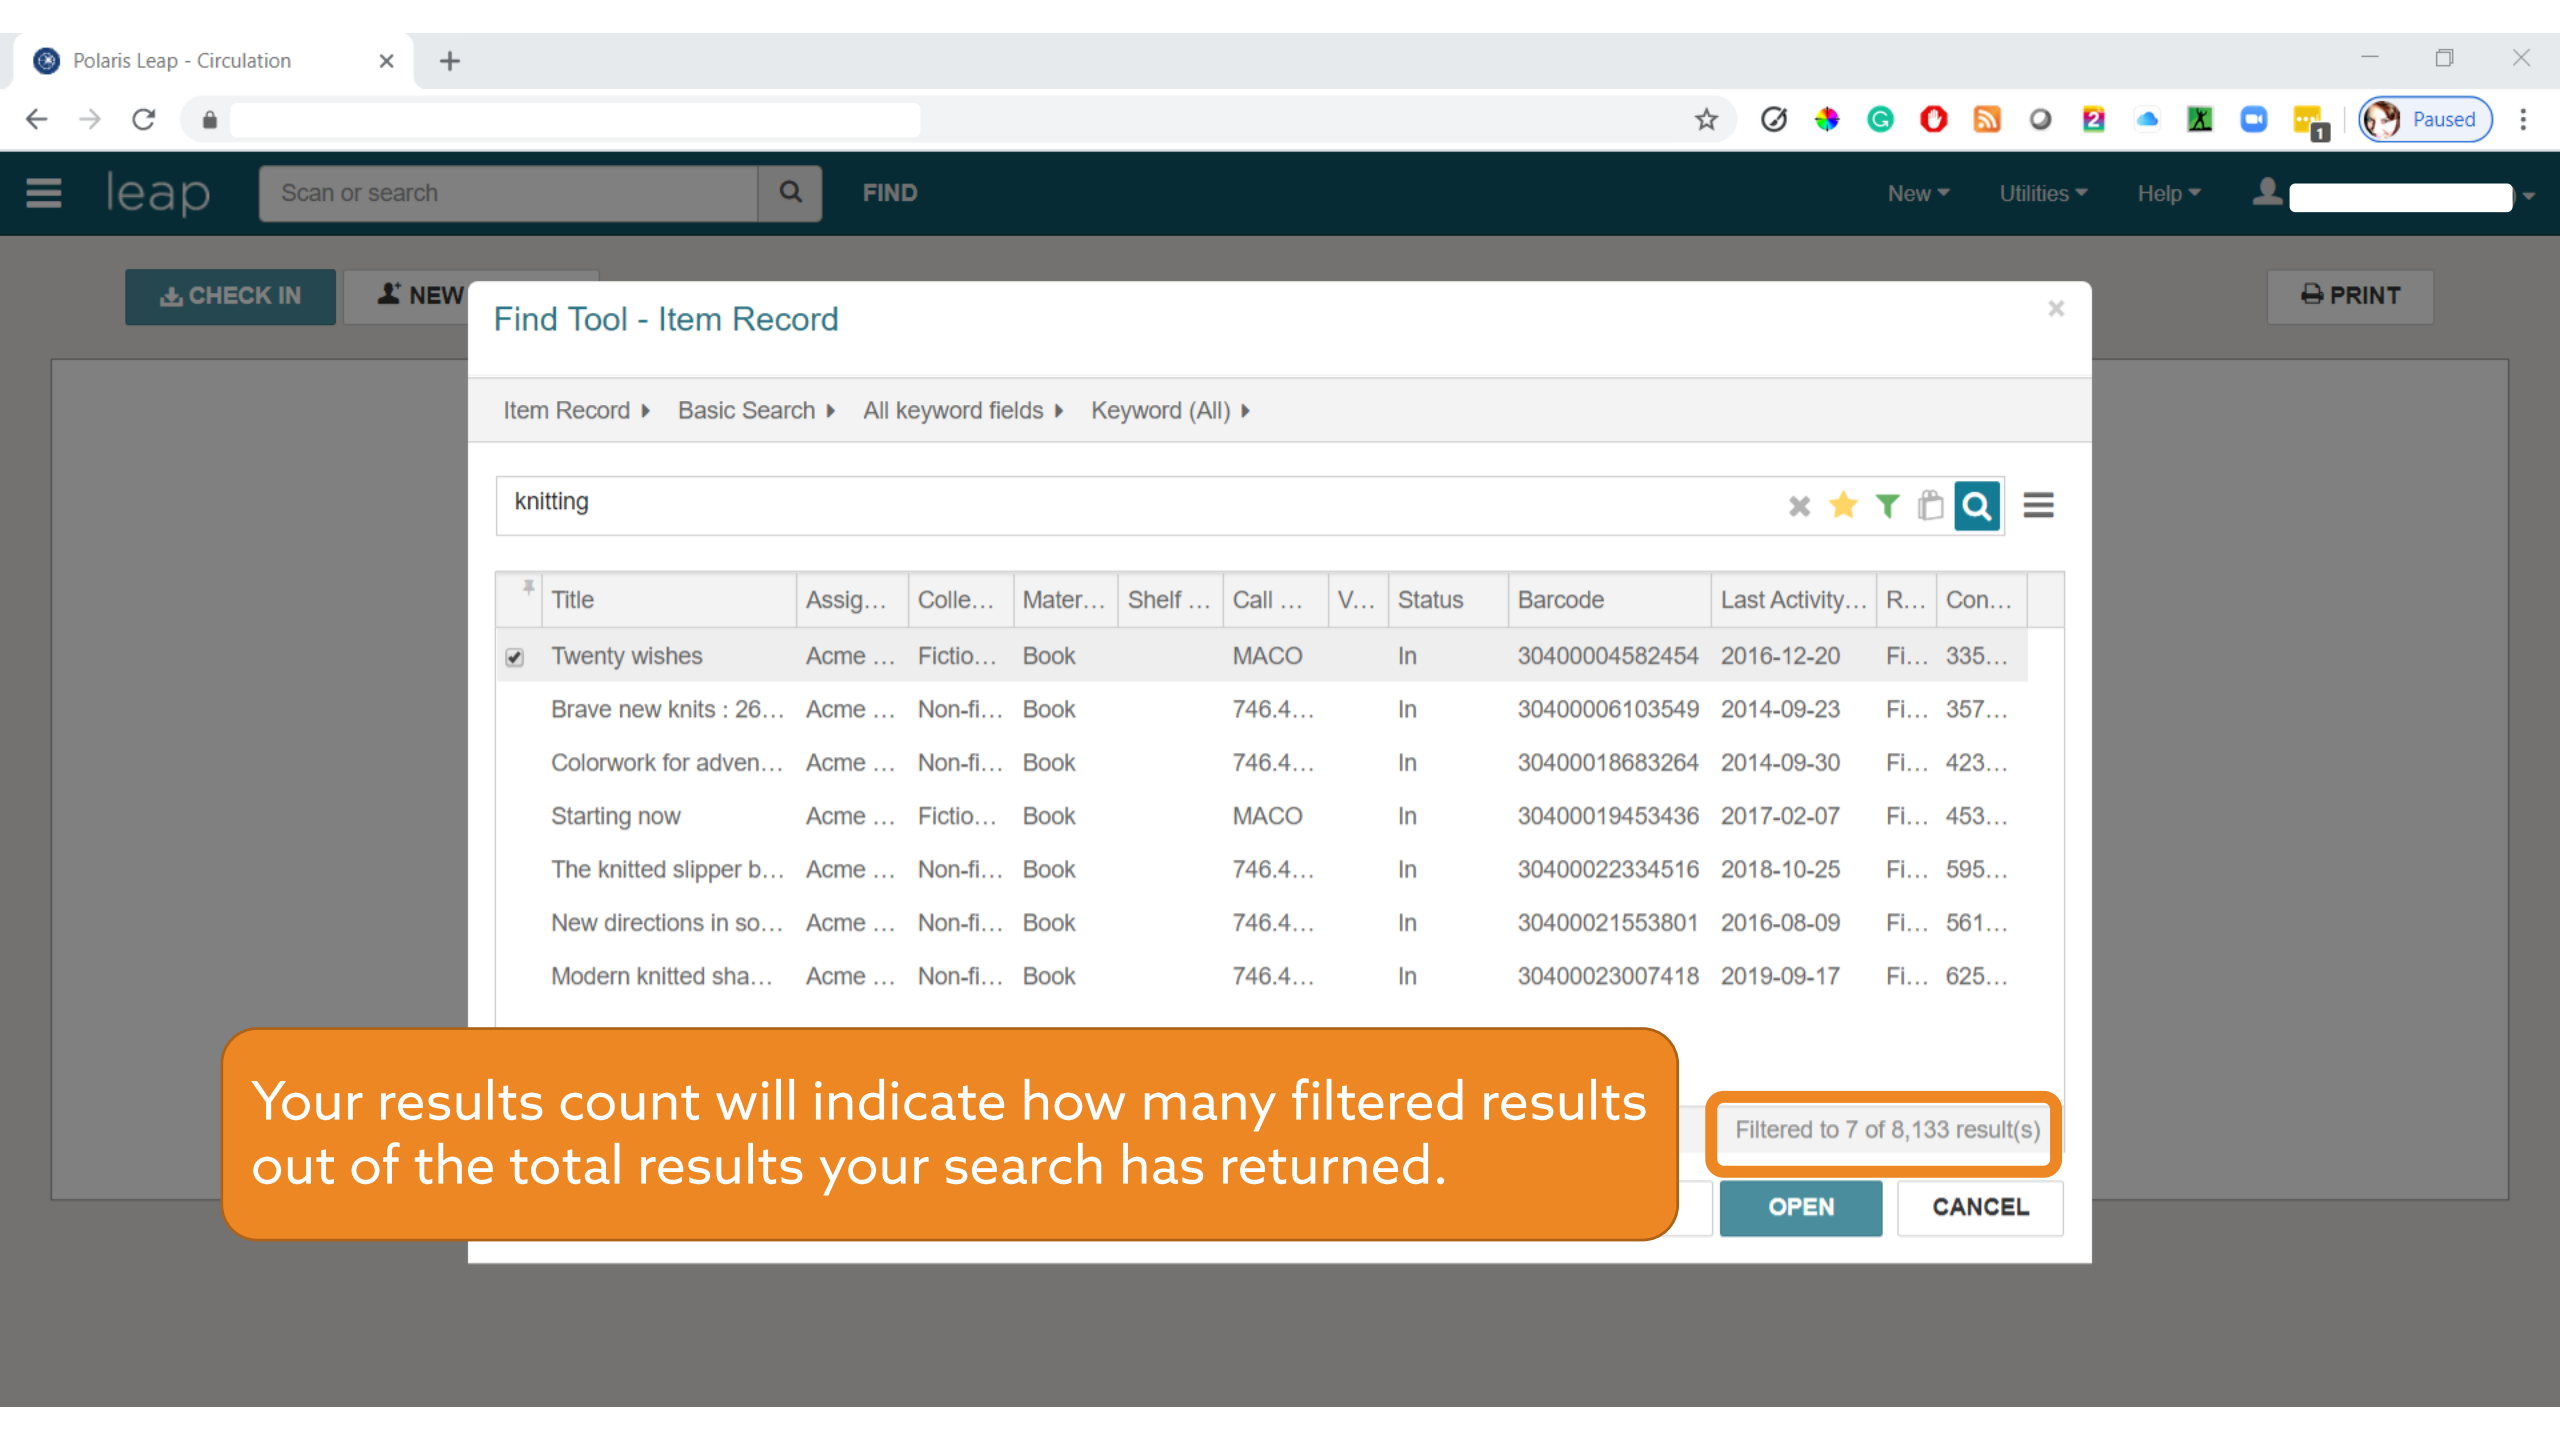 Polaris Leap - Circulation
2
1
Paused
leap
Scan or search
FIND
New
Utilities
Help
CHECK IN
NEW
PRINT
Find Tool - Item Record
Item Record
Basic Search
All keyword fields
Keyword (All)
knitting
Title Assig... Colle... Mater... Shelf ... Call ... V... Status Barcode Last Activity... R... Con...
Twenty wishes Acme ... Fictio... Book MACO In 30400004582454 2016-12-20 Fi... 335...
Brave new knits : 26... Acme ... Non-fi... Book 746.4... In 30400006103549 2014-09-23 Fi... 357...
Colorwork for adven... Acme ... Non-fi... Book 746.4... In 30400018683264 2014-09-30 Fi... 423...
Starting now Acme ... Fictio... Book MACO In 30400019453436 2017-02-07 Fi... 453...
The knitted slipper b... Acme ... Non-fi... Book 746.4... In 30400022334516 2018-10-25 Fi... 595...
New directions in so... Acme ... Non-fi... Book 746.4... In 30400021553801 2016-08-09 Fi... 561...
Modern knitted sha... Acme ... Non-fi... Book 746.4... In 30400023007418 2019-09-17 Fi... 625...
Your results count will indicate how many filtered results
out of the total results your search has returned.
Filtered to 7 of 8,133 result(s)
OPEN
CANCEL